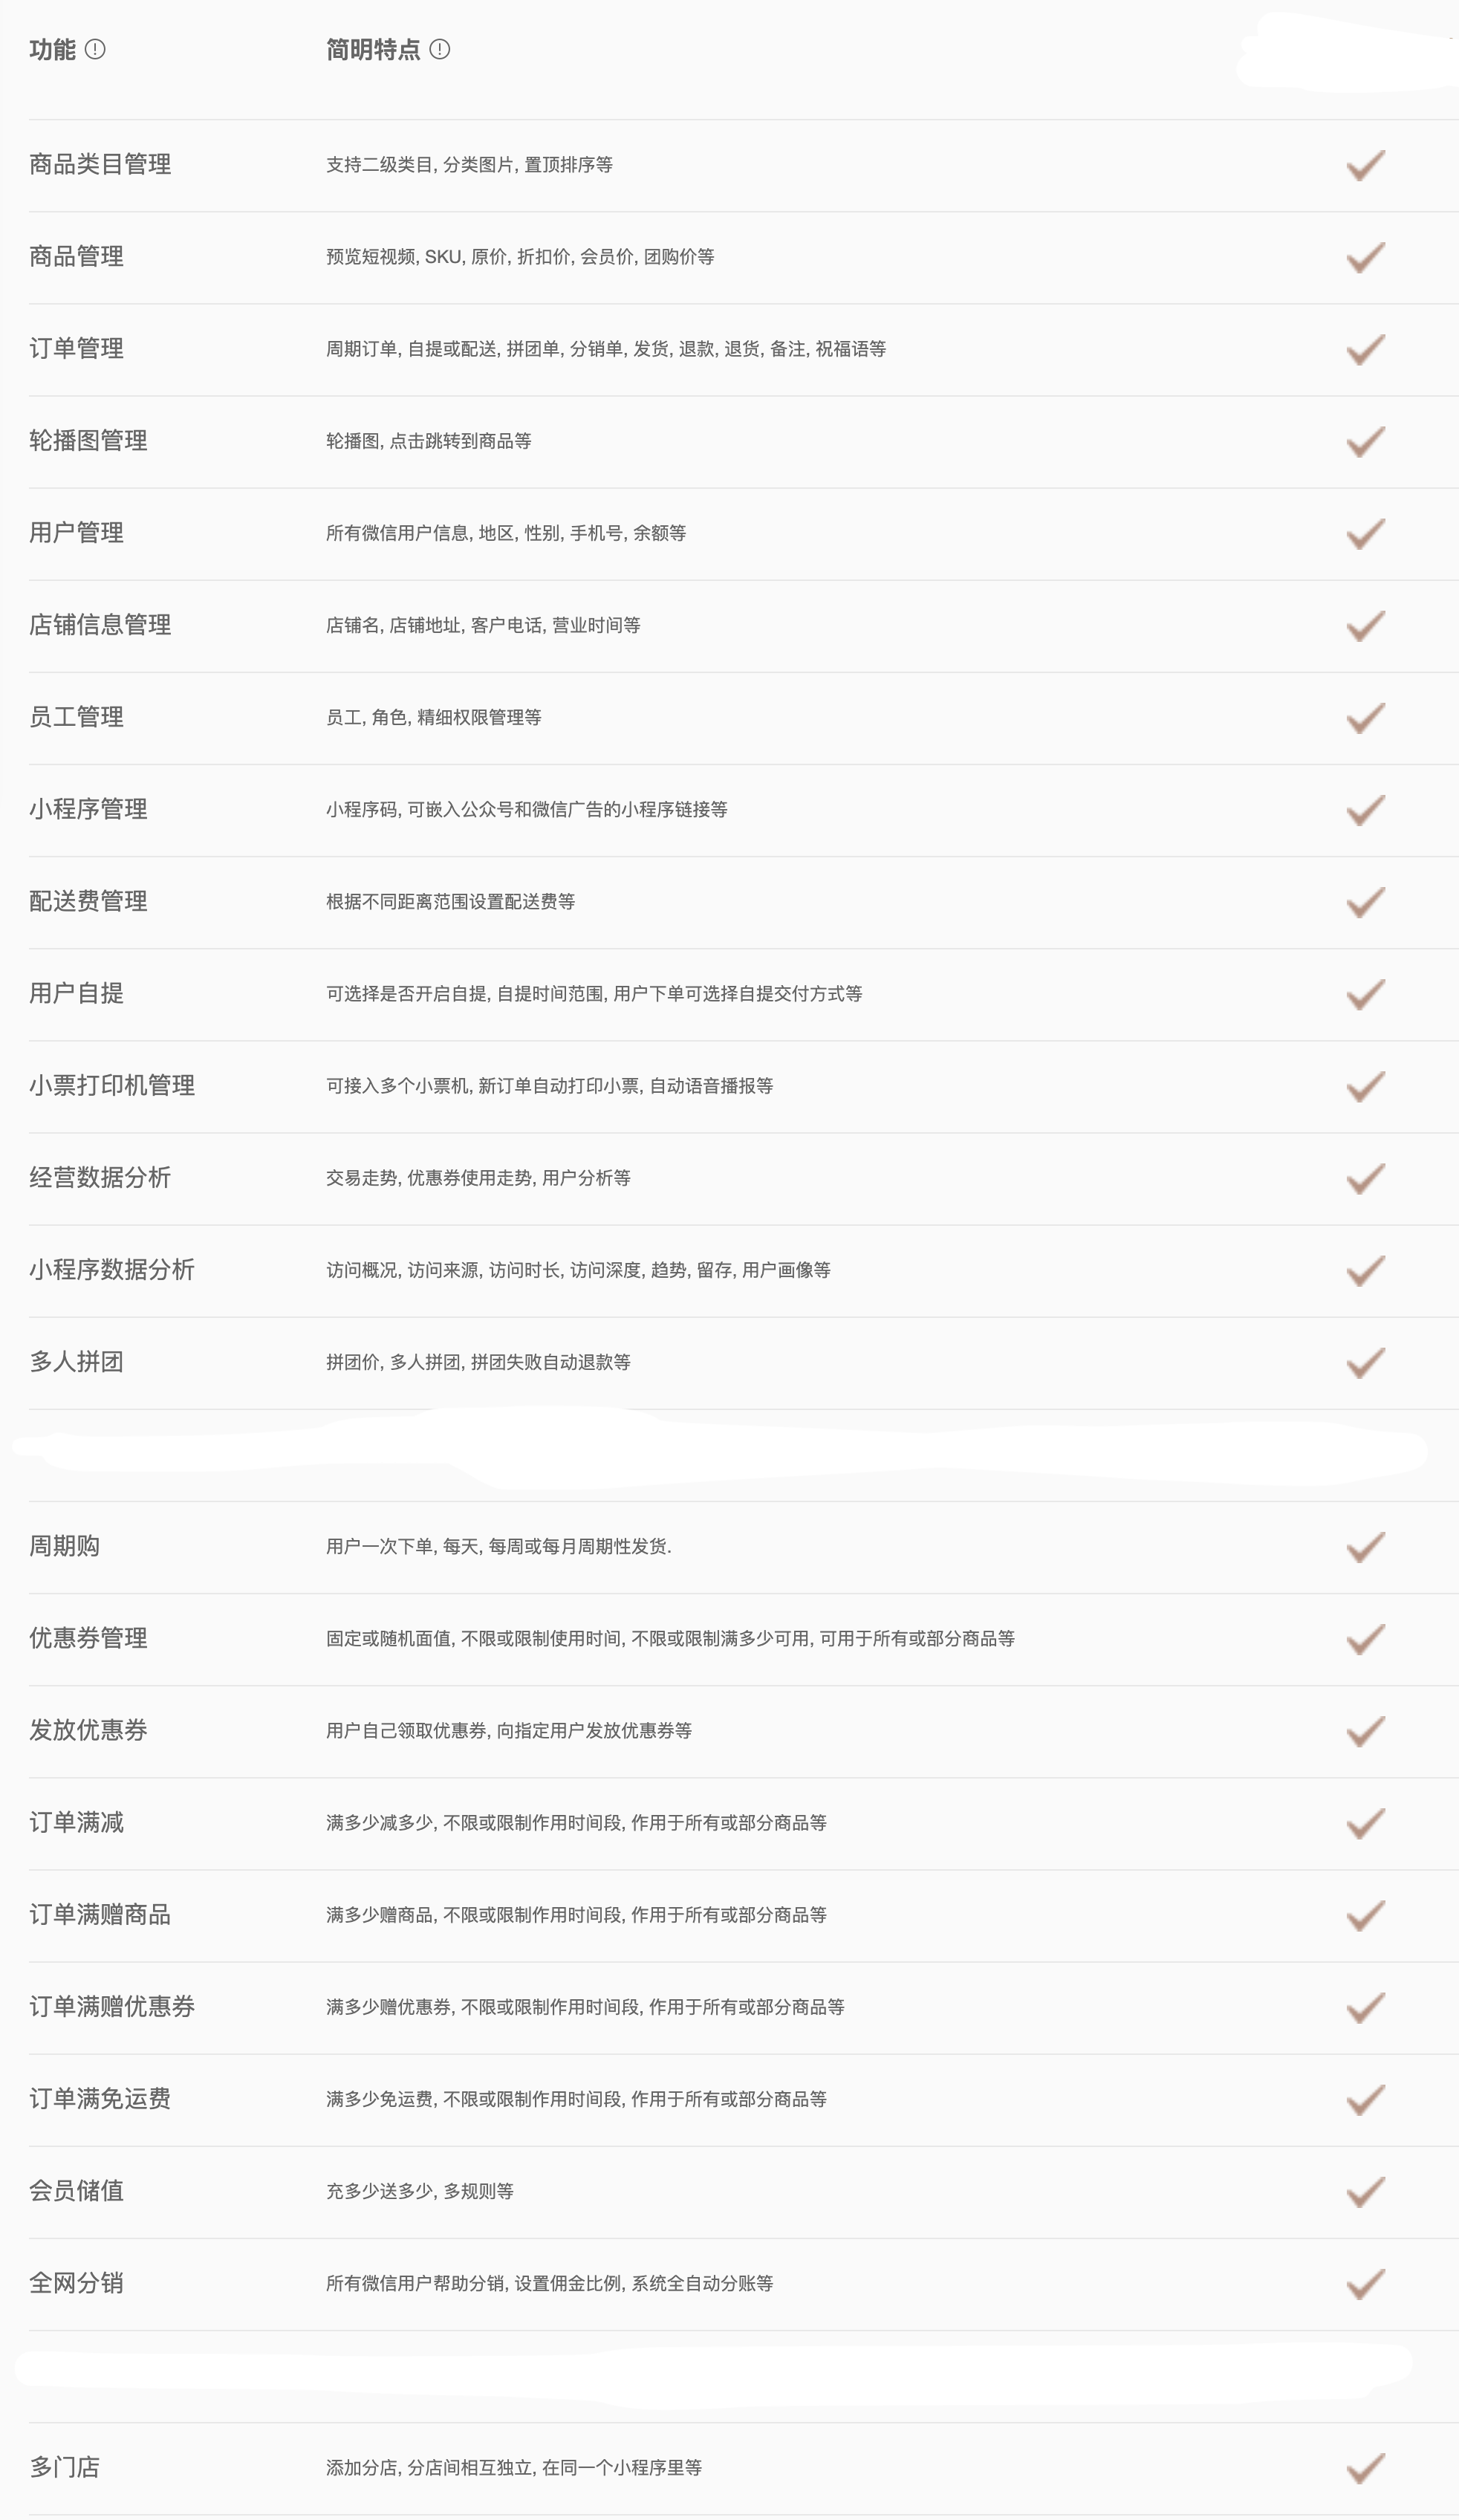 功能 简明特点
商品类目管理 支持二级类目, 分类图片, 置顶排序等
商品管理 预览短视频, SKU, 原价, 折扣价, 会员价, 团购价等
订单管理 周期订单, 自提或配送, 拼团单, 分销单, 发货, 退款, 退货, 备注, 祝福语等
轮播图管理 轮播图, 点击跳转到商品等
用户管理 所有微信用户信息, 地区, 性别, 手机号, 余额等
店铺信息管理 店铺名, 店铺地址, 客户电话, 营业时间等
员工管理 员工, 角色, 精细权限管理等
小程序管理 小程序码, 可嵌入公众号和微信广告的小程序链接等
配送费管理 根据不同距离范围设置配送费等
用户自提 可选择是否开启自提, 自提时间范围, 用户下单可选择自提交付方式等
小票打印机管理 可接入多个小票机, 新订单自动打印小票, 自动语音播报等
经营数据分析 交易走势, 优惠券使用走势, 用户分析等
小程序数据分析 访问概况, 访问来源, 访问时长, 访问深度, 趋势, 留存, 用户画像等
多人拼团 拼团价, 多人拼团, 拼团失败自动退款等
周期购 用户一次下单, 每天, 每周或每月周期性发货.
优惠券管理 固定或随机面值, 不限或限制使用时间, 不限或限制满多少可用, 可用于所有或部分商品等
发放优惠券 用户自己领取优惠券, 向指定用户发放优惠券等
订单满减 满多少减多少, 不限或限制作用时间段, 作用于所有或部分商品等
订单满赠商品 满多少赠商品, 不限或限制作用时间段, 作用于所有或部分商品等
订单满赠优惠券 满多少赠优惠券, 不限或限制作用时间段, 作用于所有或部分商品等
订单满免运费 满多少免运费, 不限或限制作用时间段, 作用于所有或部分商品等
会员储值 充多少送多少, 多规则等
全网分销 所有微信用户帮助分销, 设置佣金比例, 系统全自动分账等
多门店 添加分店, 分店间相互独立, 在同一个小程序里等